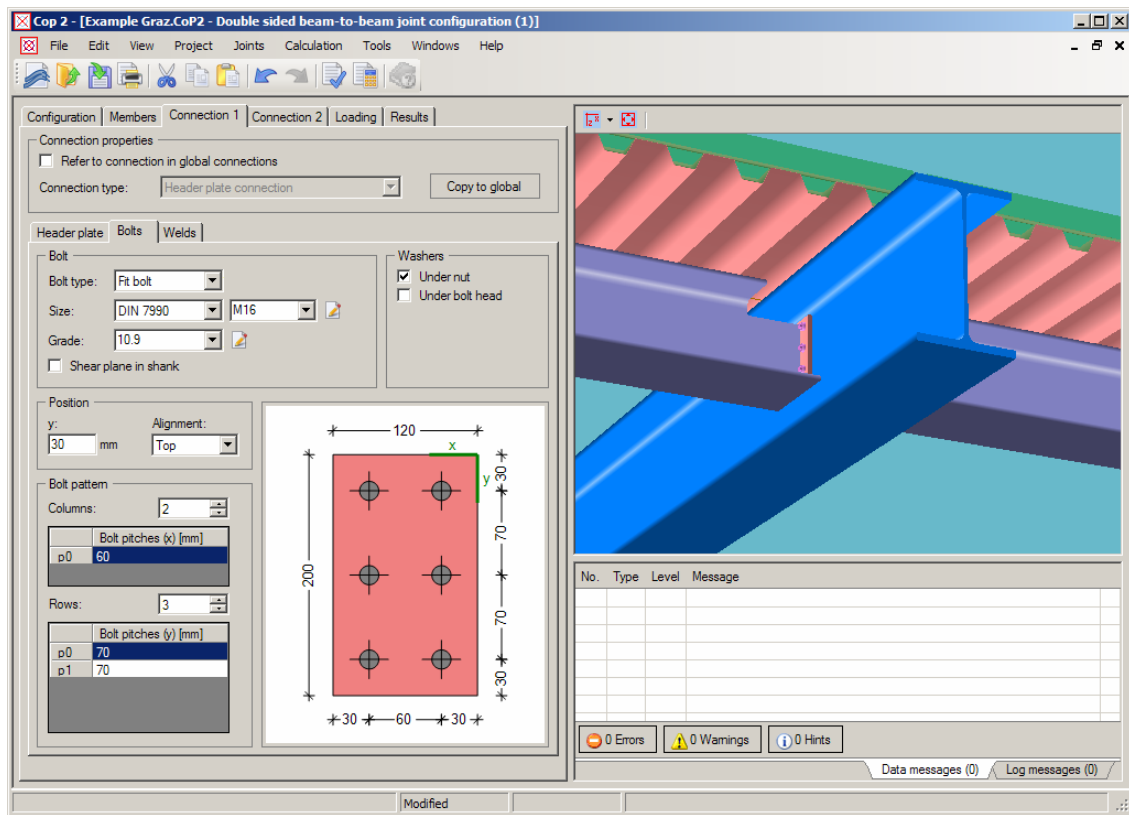 Cop 2 - [Example Graz.CoP2 - Double sided beam-to-beam joint configuration (1)]
File Edit View Project Joints Calculation Tools Windows Help
Configuration Members Connection 1 Connection 2 Loading Results
Connection properties
Refer to connection in global connections
Connection type: Header plate connection Copy to global
Header plate Bolts Welds
Bolt
Bolt type: Fit bolt
Size: DIN 7990 M16
Grade: 10.9
Shear plane in shank
Washers
Under nut
Under bolt head
Position
y: Alignment:
30 mm Top
Bolt pattern
Columns: 2
Bolt pitches (x) [mm]
p0 60
Rows: 3
Bolt pitches (y) [mm]
p0 70
p1 70
120
x
y
30
70
200
70
30
30 60 30
No. Type Level Message
0 Errors 0 Warnings 0 Hints
Data messages (0) Log messages (0)
Modified